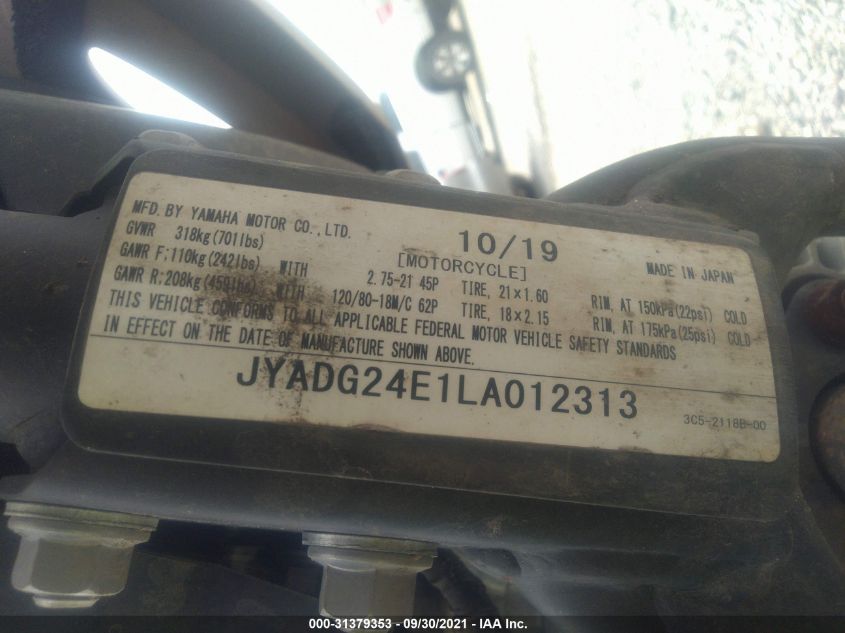 MFD. BY YAMAHA MOTOR CO., LTD. 10/19
GVWR 318kg(701lbs) [MOTORCYCLE] MADE IN JAPAN
GAWR F:110kg(242lbs) WITH 2.75-21 45P TIRE, 21×1.60 RIM, AT 150kPa(22psi) COLD
GAWR R:208kg(459lbs) WITH 120/80-18M/C 62P TIRE, 18×2.15 RIM, AT 175kPa(25psi) COLD
THIS VEHICLE CONFORMS TO ALL APPLICABLE FEDERAL MOTOR VEHICLE SAFETY STANDARDS
IN EFFECT ON THE DATE OF MANUFACTURE SHOWN ABOVE.
JYADG24E1LA012313
3C5-2118B-00
000-31379353 - 09/30/2021 - IAA Inc.